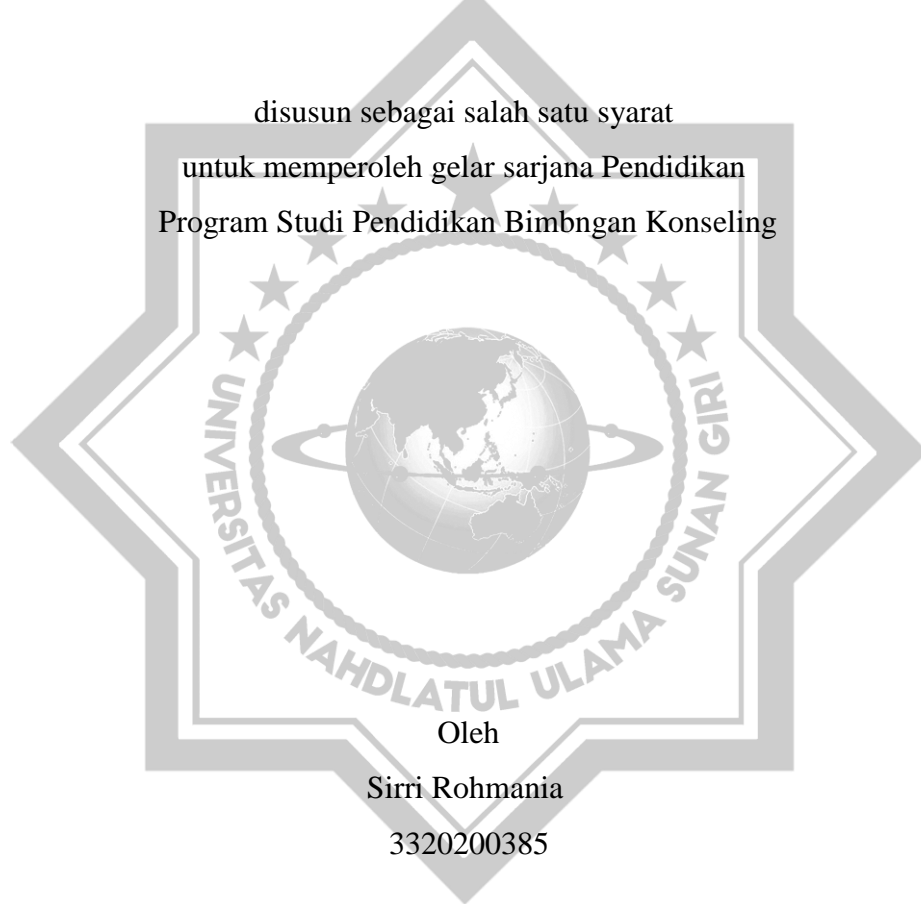 disusun sebagai salah satu syarat
untuk memperoleh gelar sarjana Pendidikan
Program Studi Pendidikan Bimbngan Konseling
UNIVERSITAS NAHDLATUL ULAMA SUNAN GIRI
Oleh
Sirri Rohmania
3320200385